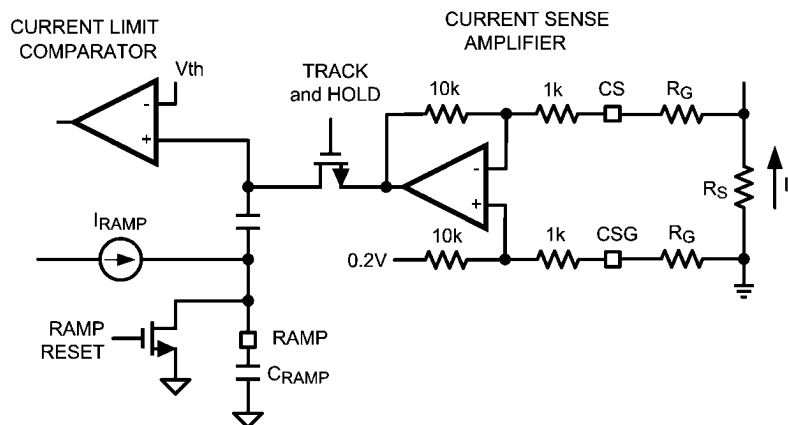 CURRENT LIMIT
COMPARATOR
CURRENT SENSE
AMPLIFIER
Vth
TRACK
and HOLD
10k
1k
CS
RG
-
+
-
+
RS
I
IRAMP
10k
1k
CSG
RG
0.2V
RAMP
RESET
RAMP
CRAMP